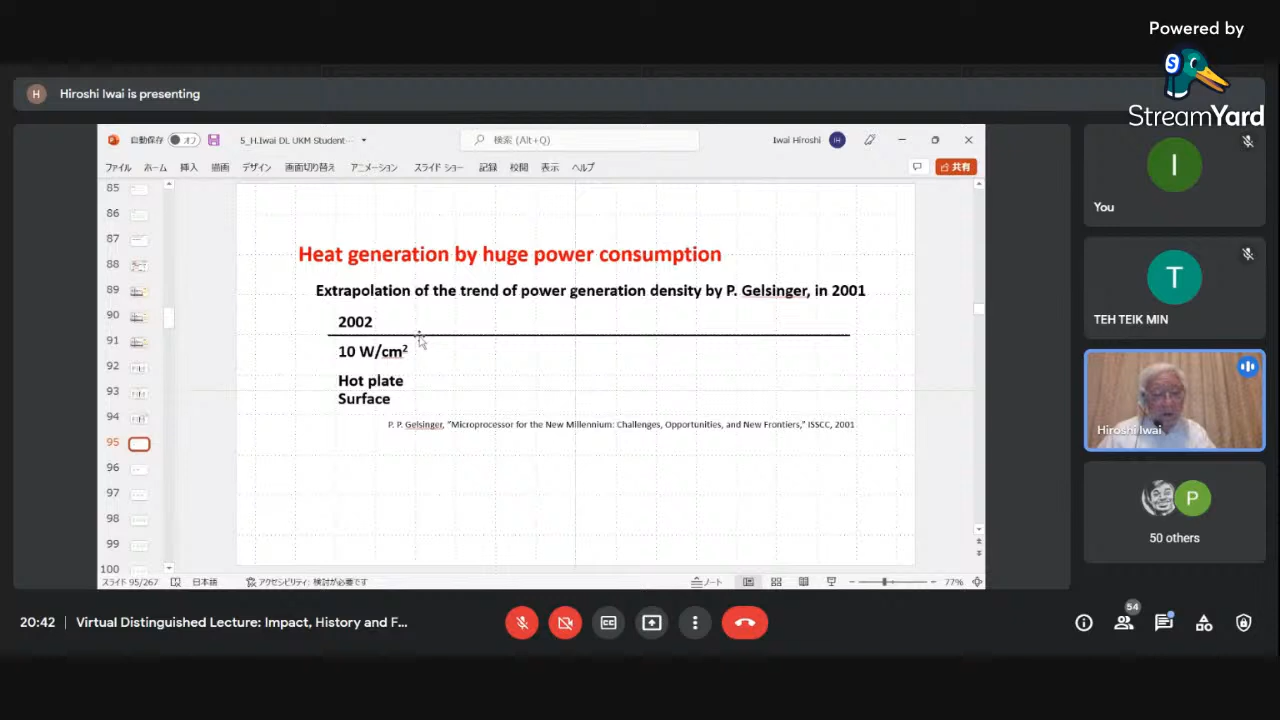 Powered by
StreamYard
H
Hiroshi Iwai is presenting
自動保存 オフ
5_H.Iwai DL UKM Student-
検索 (Alt+Q)
Iwai Hiroshi
IH
ファイル ホーム 挿入 描画 デザイン 画面切り替え アニメーション スライド ショー 記録 校閲 表示 ヘルプ
共有
85
86
87
88
89
90
91
92
93
94
95
96
97
98
99
100
Heat generation by huge power consumption
Extrapolation of the trend of power generation density by P. Gelsinger, in 2001
2002
10 W/cm²
Hot plate
Surface
P. P. Gelsinger, "Microprocessor for the New Millennium: Challenges, Opportunities, and New Frontiers," ISSCC, 2001
スライド 95/267
日本語
アクセシビリティ: 検討が必要です
ノート
77%
I
You
T
TEH TEIK MIN
Hiroshi Iwai
P
50 others
20:42 | Virtual Distinguished Lecture: Impact, History and F...
CC
54